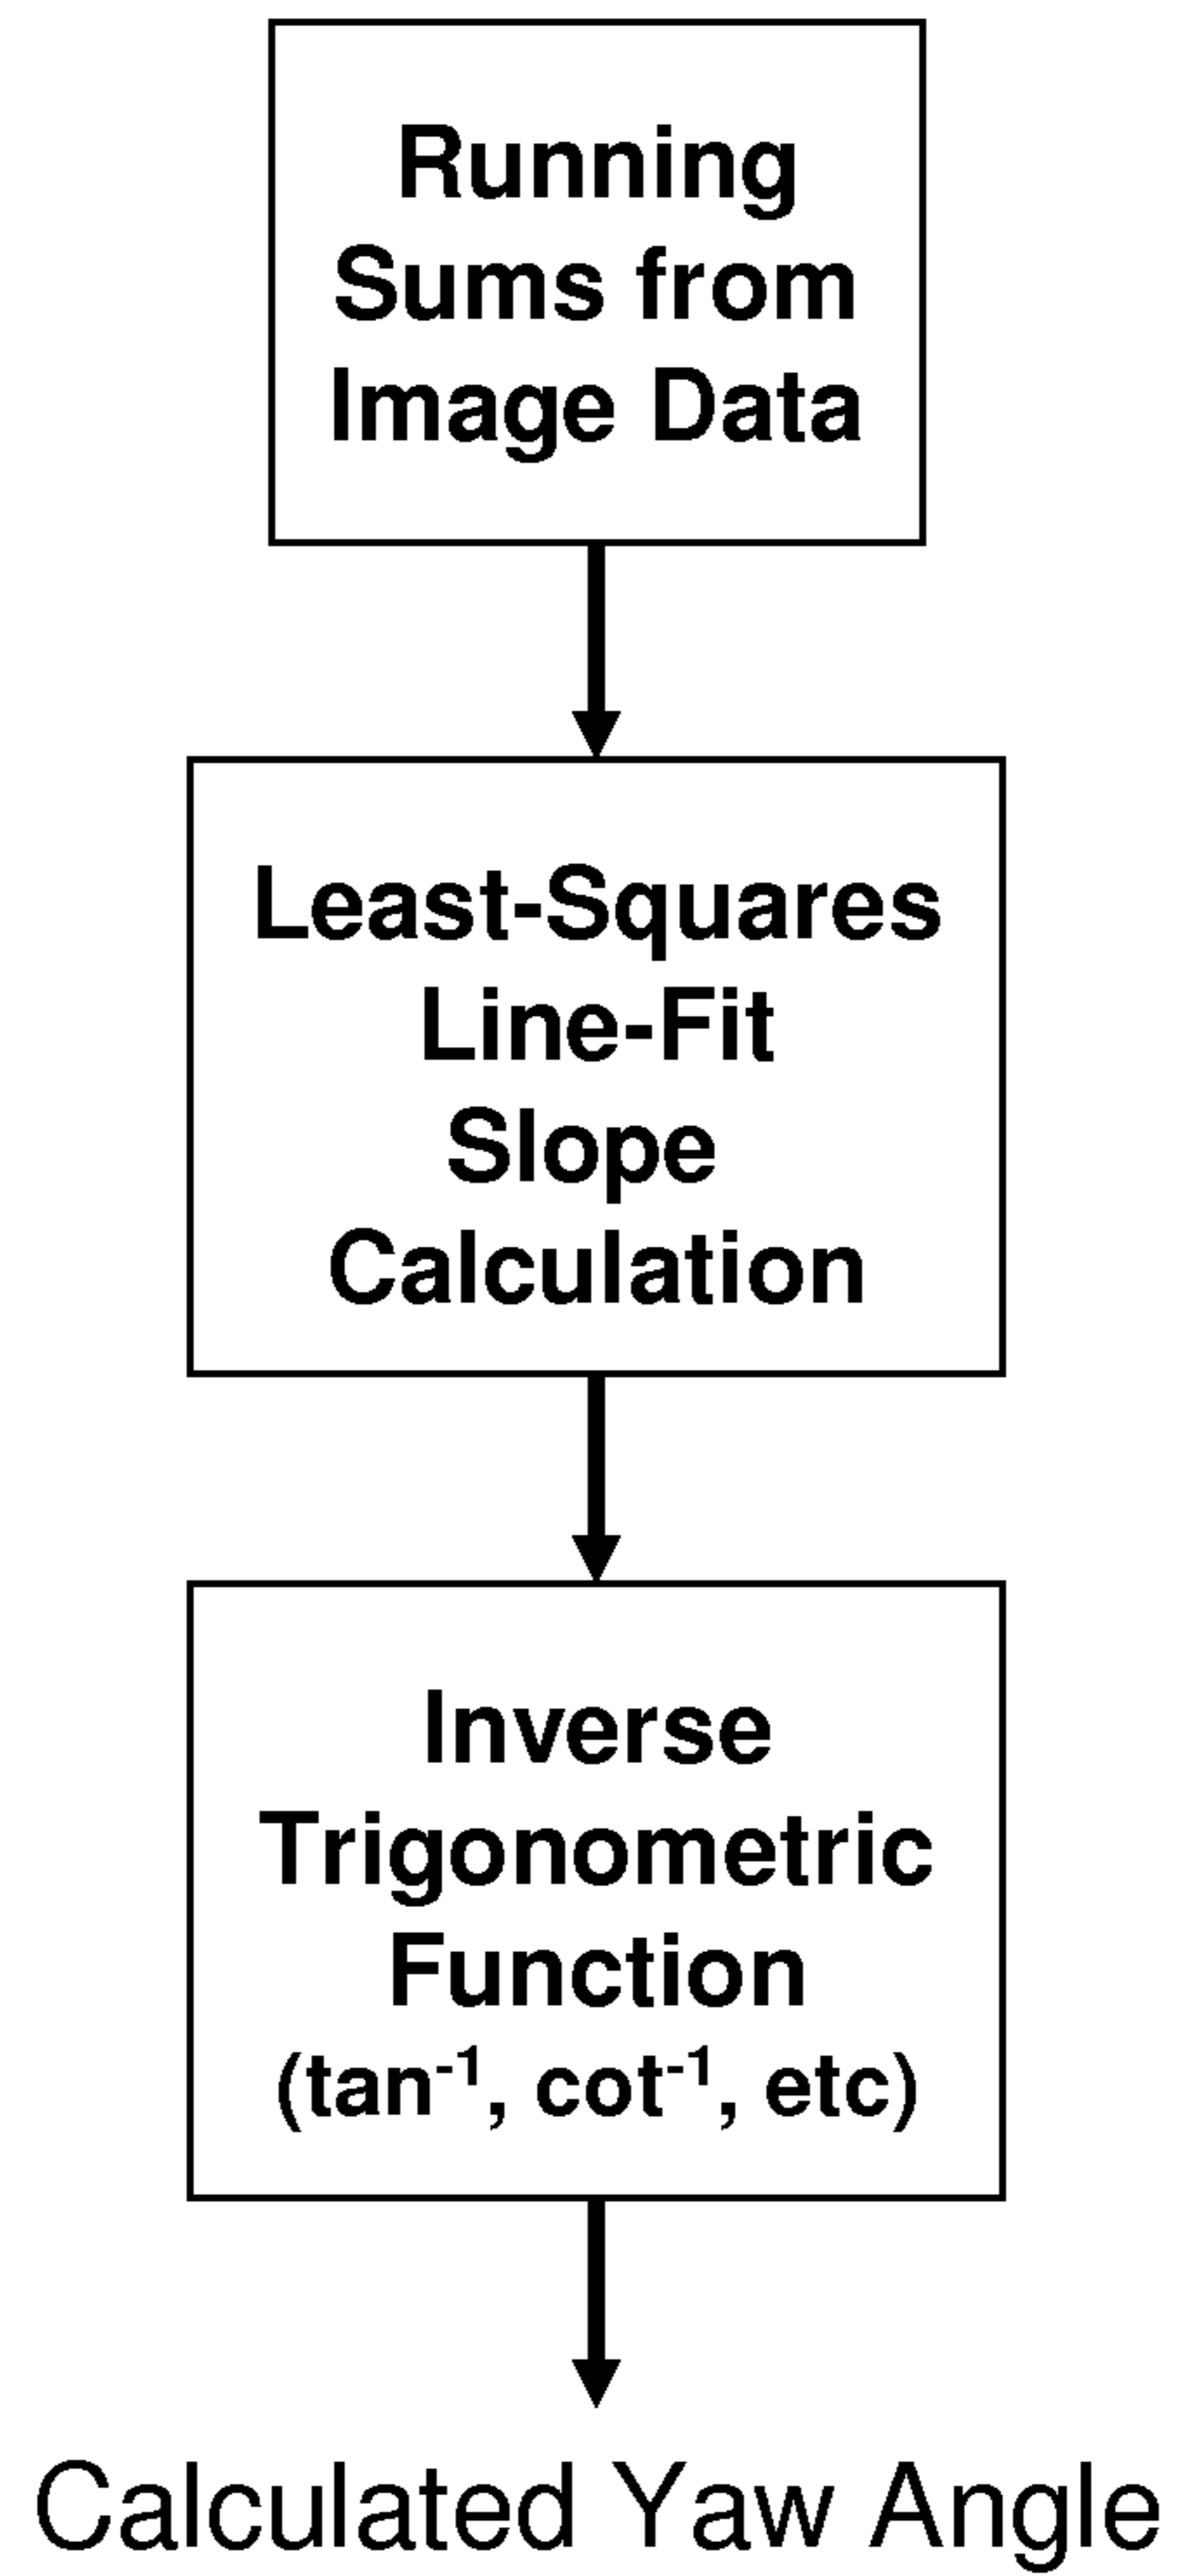 Running
Sums from
Image Data
Least-Squares
Line-Fit
Slope
Calculation
Inverse
Trigonometric
Function
(tan⁻¹, cot⁻¹, etc)
Calculated Yaw Angle